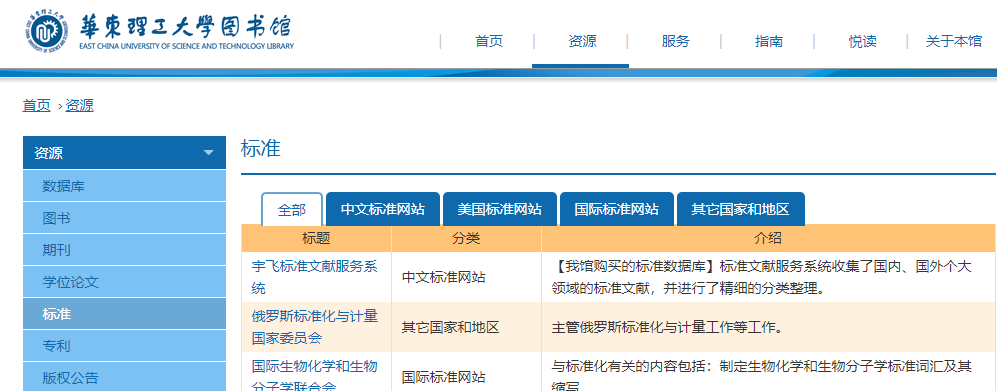 華東理工大學图书馆
EAST CHINA UNIVERSITY OF SCIENCE AND TECHNOLOGY LIBRARY
首页 资源 服务 指南 悦读 关于本馆
首页 › 资源
资源
数据库
图书
期刊
学位论文
标准
专利
版权公告
标准
全部 中文标准网站 美国标准网站 国际标准网站 其它国家和地区
标题 分类 介绍
宇飞标准文献服务系
统
中文标准网站
【我馆购买的标准数据库】标准文献服务系统收集了国内、国外个大
领域的标准文献，并进行了精细的分类整理。
俄罗斯标准化与计量
国家委员会
其它国家和地区
主管俄罗斯标准化与计量工作等工作。
国际生物化学和生物
分子学联合会
国际标准网站
与标准化有关的内容包括：制定生物化学和生物分子学标准词汇及其
缩写